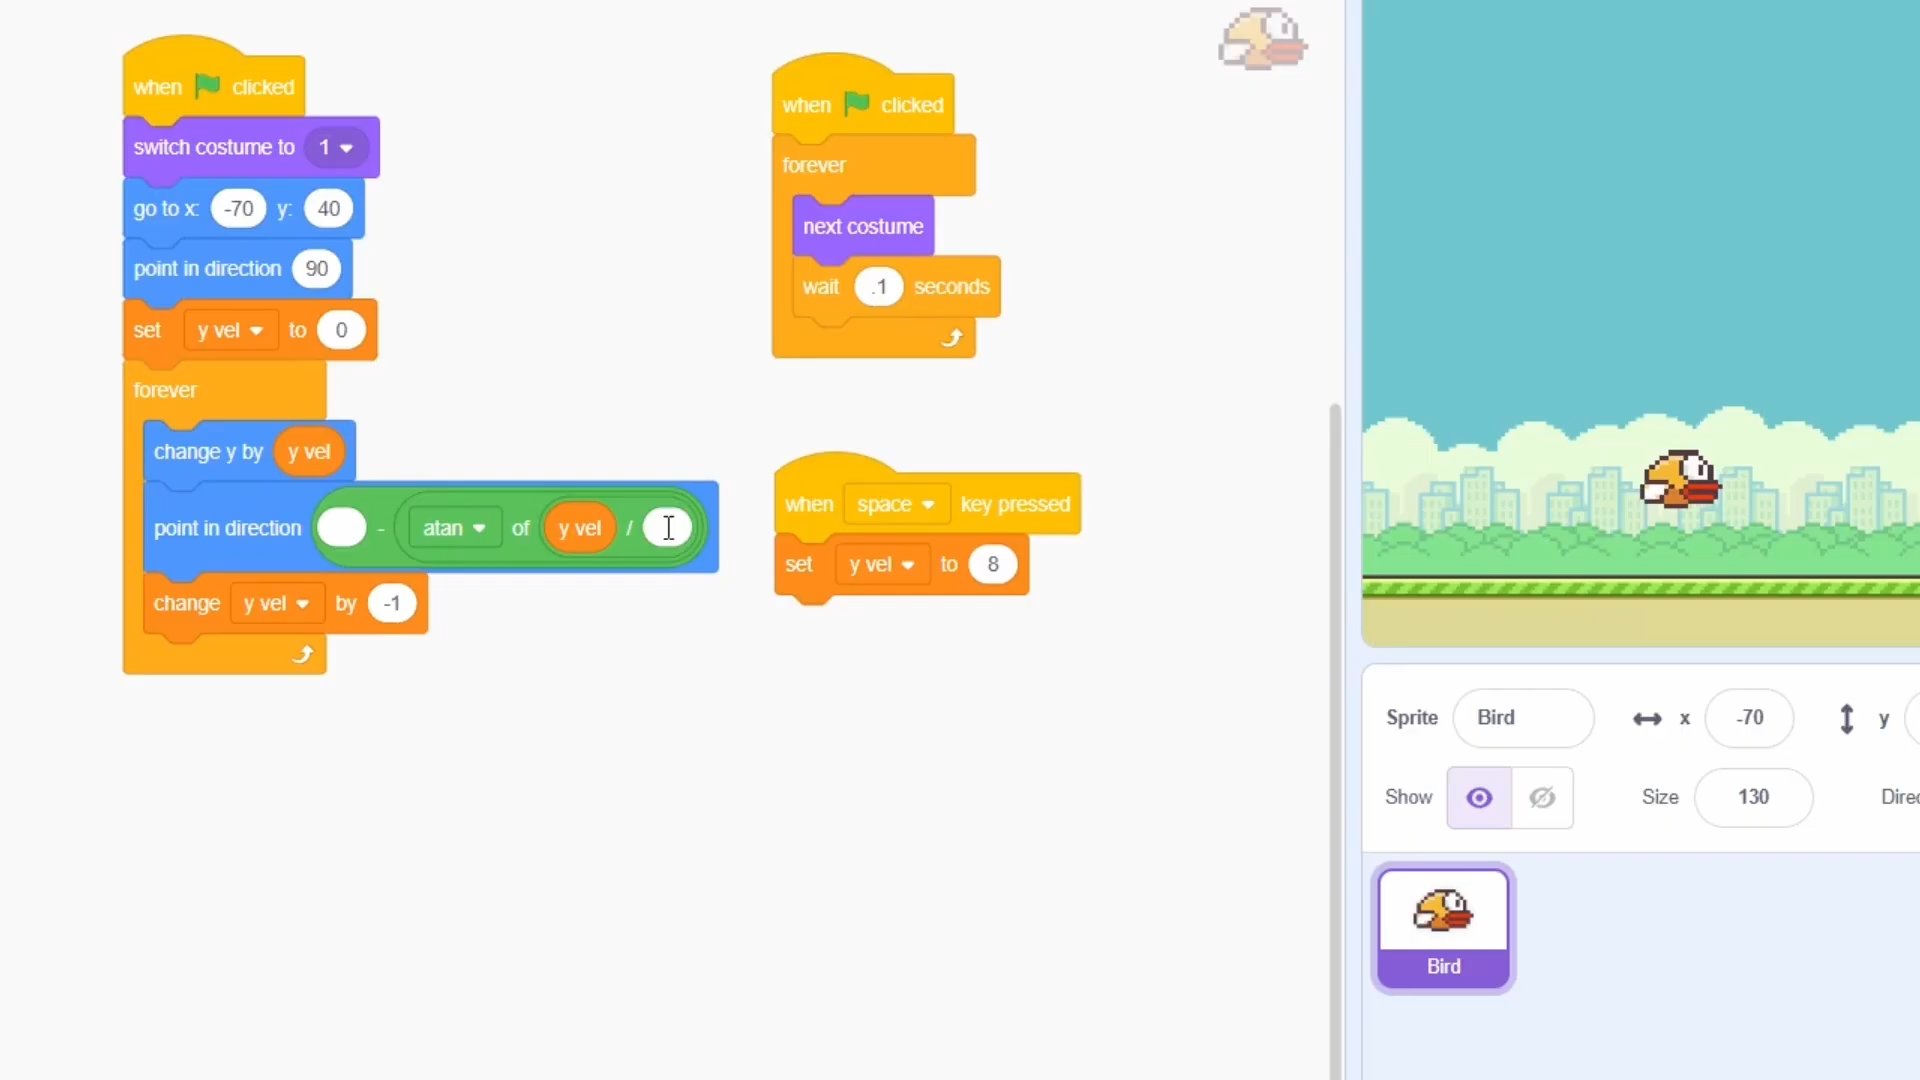 when clicked
switch costume to 1
go to x: -70 y: 40
point in direction 90
set y vel to 0
forever
change y by y vel
point in direction - atan of y vel /
change y vel by -1
when clicked
forever
next costume
wait .1 seconds
when space key pressed
set y vel to 8
Sprite Bird x -70 y
Show Size 130 Direc
Bird